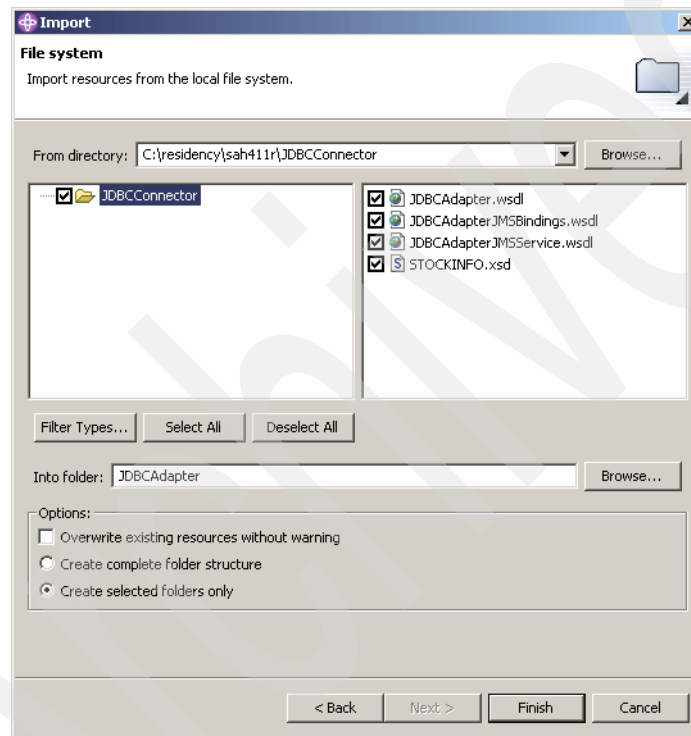 Import
File system
Import resources from the local file system.
From directory: C:\residency\sah411r\JDBCConnector Browse...
JDBCConnector
JDBCAdapter.wsdl
JDBCAdapterJMSBindings.wsdl
JDBCAdapterJMSService.wsdl
STOCKINFO.xsd
Filter Types... Select All Deselect All
Into folder: JDBCAdapter Browse...
Options:
Overwrite existing resources without warning
Create complete folder structure
Create selected folders only
< Back Next > Finish Cancel